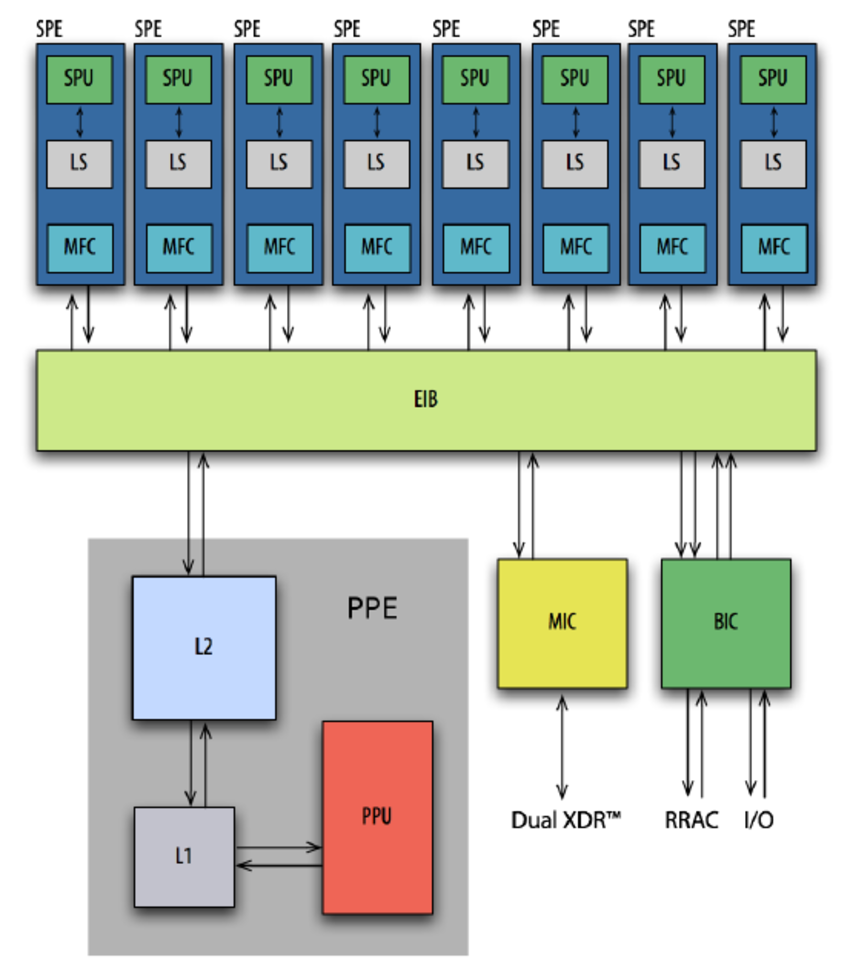 SPE SPE SPE SPE SPE SPE SPE SPE
SPU SPU SPU SPU SPU SPU SPU SPU
LS LS LS LS LS LS LS LS
MFC MFC MFC MFC MFC MFC MFC MFC
EIB
PPE
L2
MIC
BIC
PPU
L1
Dual XDR™
RRAC
I/O